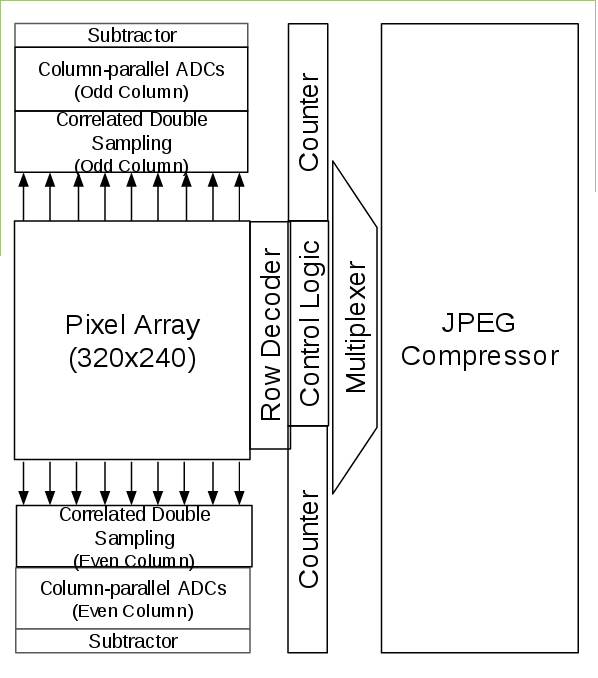 Subtractor
Column-parallel ADCs
(Odd Column)
Correlated Double
Sampling
(Odd Column)
Pixel Array
(320x240)
Row Decoder
Counter
Control Logic
Counter
Multiplexer
JPEG
Compressor
Correlated Double
Sampling
(Even Column)
Column-parallel ADCs
(Even Column)
Subtractor